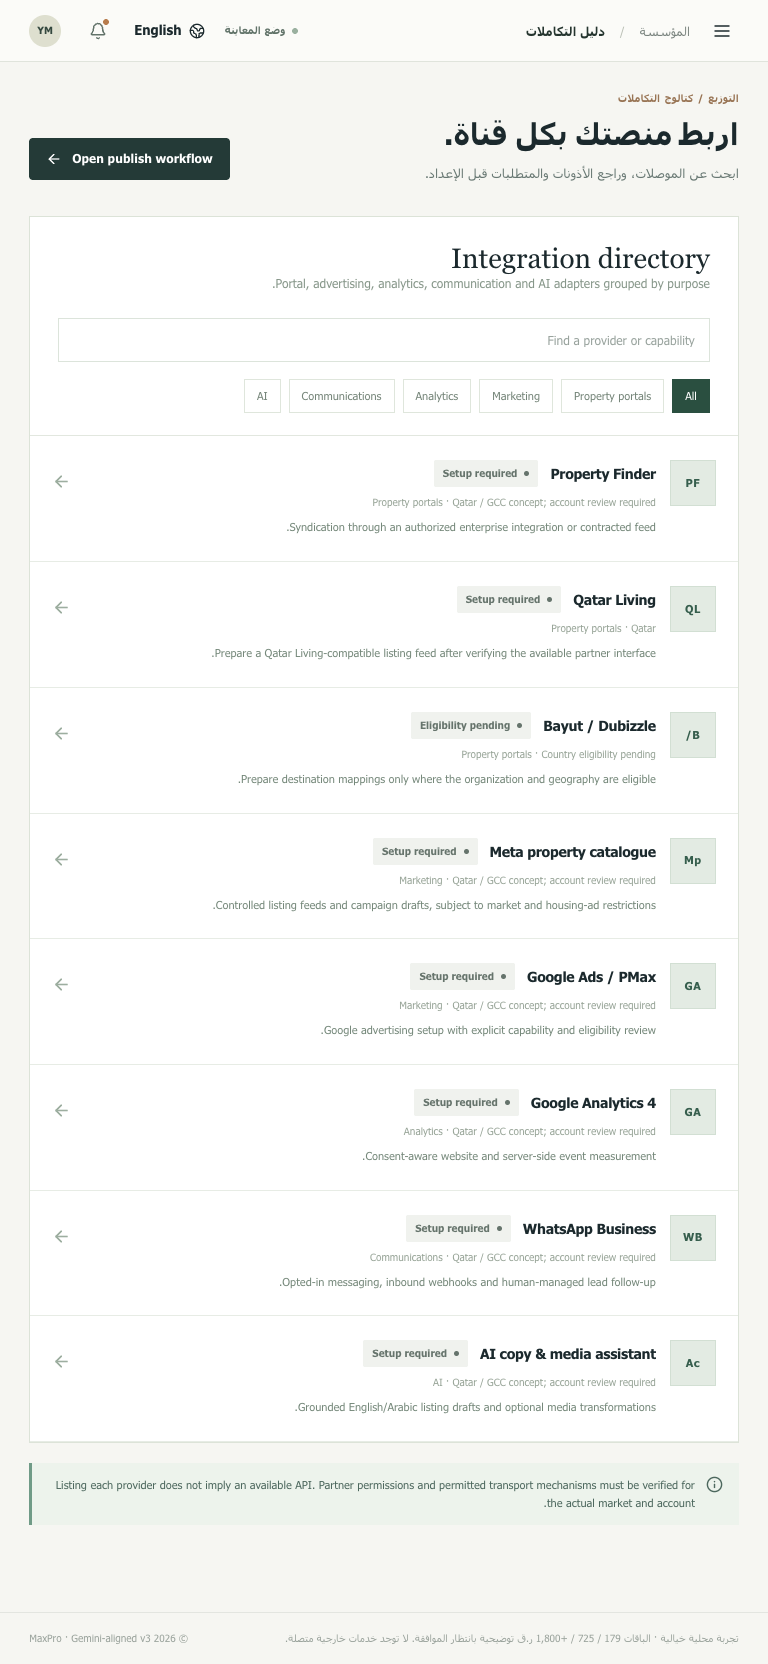 المؤسسة / دليل التكاملات
وضع المعاينة
English
YM
التوزيع / كتالوج التكاملات
اربط منصتك بكل قناة.
ابحث عن الموصلات، وراجع الأذونات والمتطلبات قبل الإعداد.
Open publish workflow
Integration directory
Portal, advertising, analytics, communication and AI adapters grouped by purpose.
Find a provider or capability
All
Property portals
Marketing
Analytics
Communications
AI
PF
Property Finder
Setup required
Property portals · Qatar / GCC concept; account review required
Syndication through an authorized enterprise integration or contracted feed.
QL
Qatar Living
Setup required
Property portals · Qatar
Prepare a Qatar Living-compatible listing feed after verifying the available partner interface.
/B
Bayut / Dubizzle
Eligibility pending
Property portals · Country eligibility pending
Prepare destination mappings only where the organization and geography are eligible.
Mp
Meta property catalogue
Setup required
Marketing · Qatar / GCC concept; account review required
Controlled listing feeds and campaign drafts, subject to market and housing-ad restrictions.
GA
Google Ads / PMax
Setup required
Marketing · Qatar / GCC concept; account review required
Google advertising setup with explicit capability and eligibility review.
GA
Google Analytics 4
Setup required
Analytics · Qatar / GCC concept; account review required
Consent-aware website and server-side event measurement.
WB
WhatsApp Business
Setup required
Communications · Qatar / GCC concept; account review required
Opted-in messaging, inbound webhooks and human-managed lead follow-up.
Ac
AI copy & media assistant
Setup required
AI · Qatar / GCC concept; account review required
Grounded English/Arabic listing drafts and optional media transformations.
Listing each provider does not imply an available API. Partner permissions and permitted transport mechanisms must be verified for
the actual market and account.
تجربة محلية خيالية · الباقات 179 / 725 / +1,800 ر.ق توضيحية بانتظار الموافقة. لا توجد خدمات خارجية متصلة.
MaxPro · Gemini-aligned v3 2026 ©